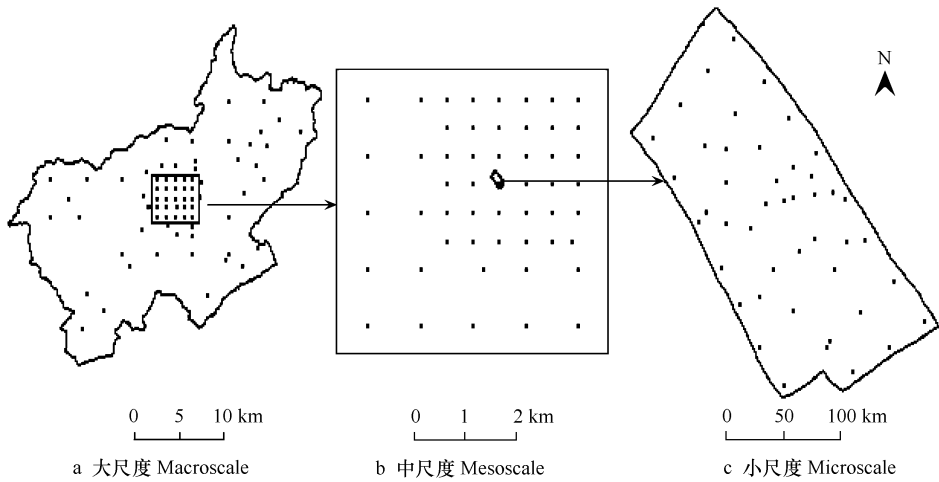 N
0 5 10 km
0 1 2 km
0 50 100 km
a 大尺度 Macroscale
b 中尺度 Mesoscale
c 小尺度 Microscale